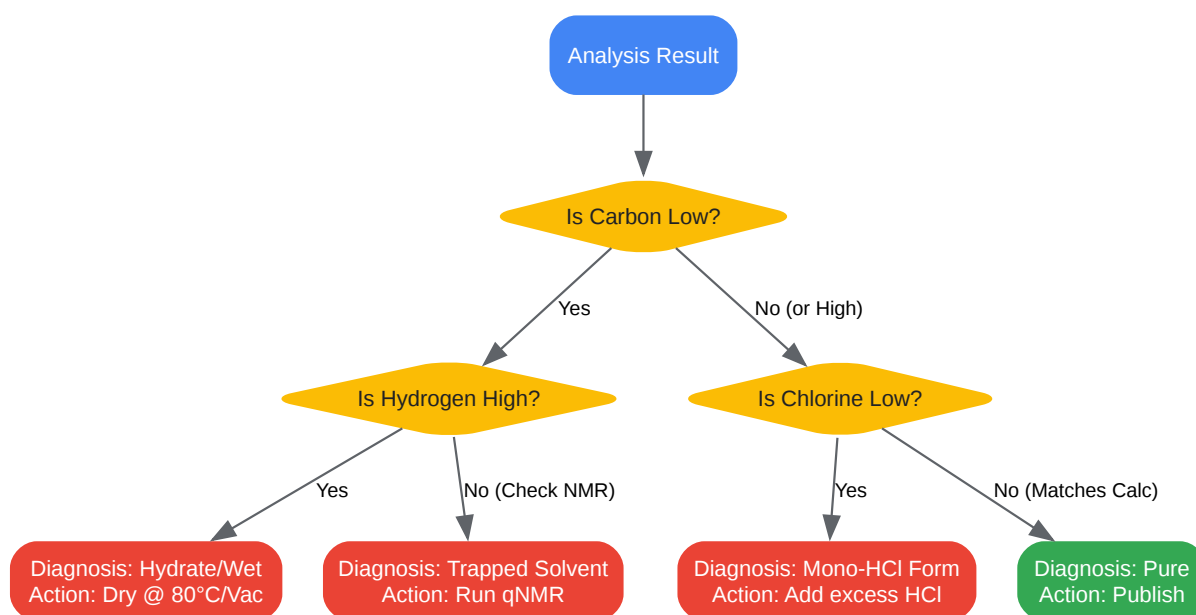 Analysis Result
Is Carbon Low?
Yes
No (or High)
Is Hydrogen High?
Is Chlorine Low?
Yes
No (Check NMR)
Yes
No (Matches Calc)
Diagnosis: Hydrate/Wet
Action: Dry @ 80°C/Vac
Diagnosis: Trapped Solvent
Action: Run qNMR
Diagnosis: Mono-HCl Form
Action: Add excess HCl
Diagnosis: Pure
Action: Publish